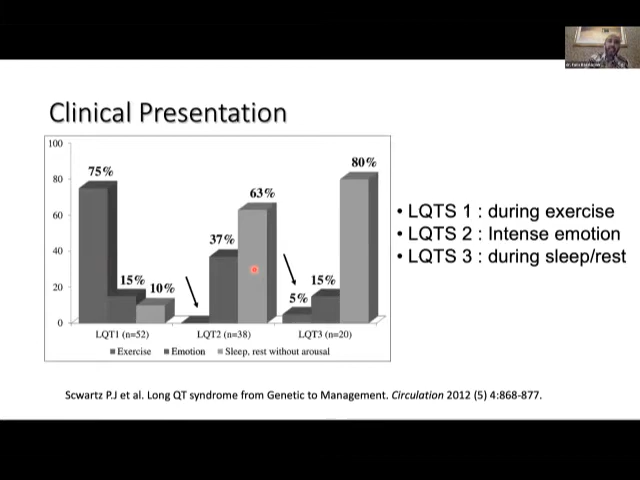 Clinical Presentation
100
80
60
40
20
0
75%
15%
10%
37%
63%
5%
15%
80%
LQT1 (n=52)
LQT2 (n=38)
LQT3 (n=20)
Exercise
Emotion
Sleep, rest without arousal
• LQTS 1 : during exercise
• LQTS 2 : Intense emotion
• LQTS 3 : during sleep/rest
Scwartz P.J et al. Long QT syndrome from Genetic to Management. Circulation 2012 (5) 4:868-877.